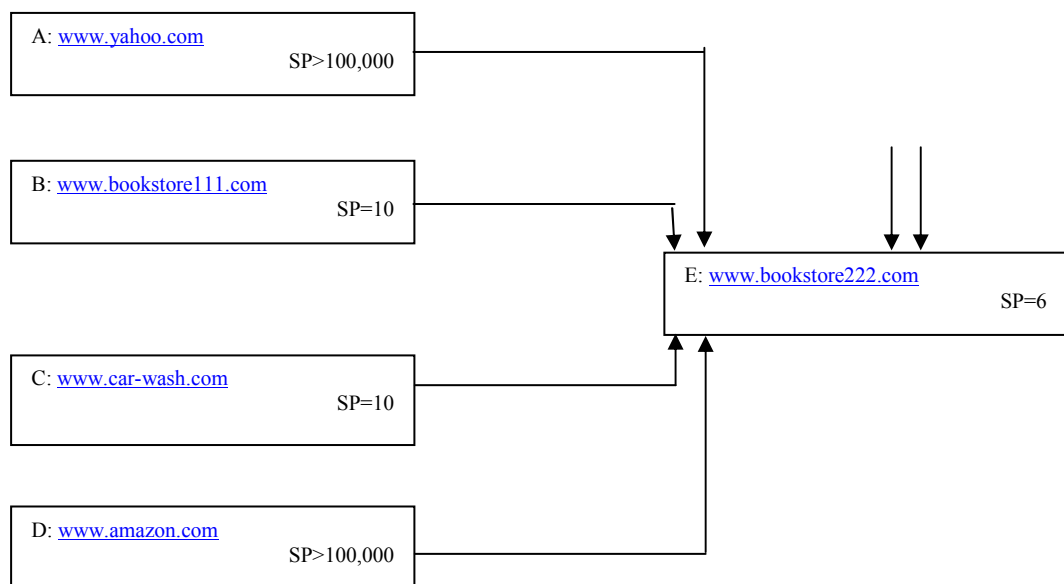 A: www.yahoo.com
SP>100,000
B: www.bookstore111.com
SP=10
E: www.bookstore222.com
SP=6
C: www.car-wash.com
SP=10
D: www.amazon.com
SP>100,000